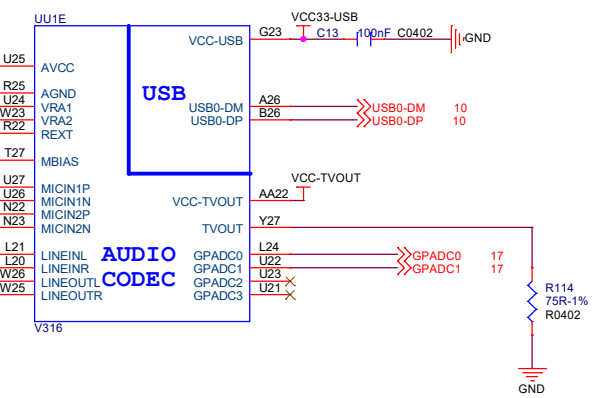 UU1E
VCC33-USB
G23
C13
100nF
C0402
GND
VCC-USB
U25
AVCC
R25
AGND
USB
U24
VRA1
A26
USB0-DM
USB0-DM
10
W23
VRA2
B26
USB0-DP
USB0-DP
10
R22
REXT
T27
MBIAS
VCC-TVOUT
U27
MICIN1P
U26
MICIN1N
AA22
VCC-TVOUT
N22
MICIN2P
N23
MICIN2N
Y27
TVOUT
L21
LINEINL
AUDIO
L24
GPADC0
GPADC0
17
L20
LINEINR
U22
GPADC1
GPADC1
17
W26
LINEOUTL
CODEC
U23
GPADC2
W25
LINEOUTR
U21
GPADC3
R114
75R-1%
R0402
V316
GND